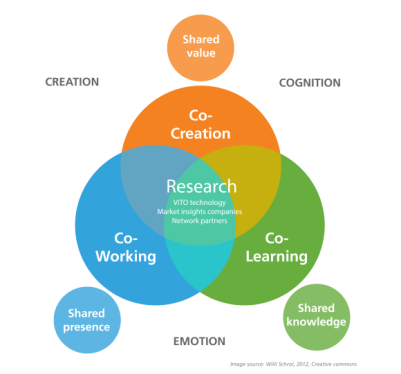 Shared
value
CREATION
COGNITION
Co-
Creation
Research
VITO technology
Market insights companies
Network partners
Co-
Working
Co-
Learning
Shared
presence
Shared
knowledge
EMOTION
Image source: Willi Schrol, 2012, Creative commons